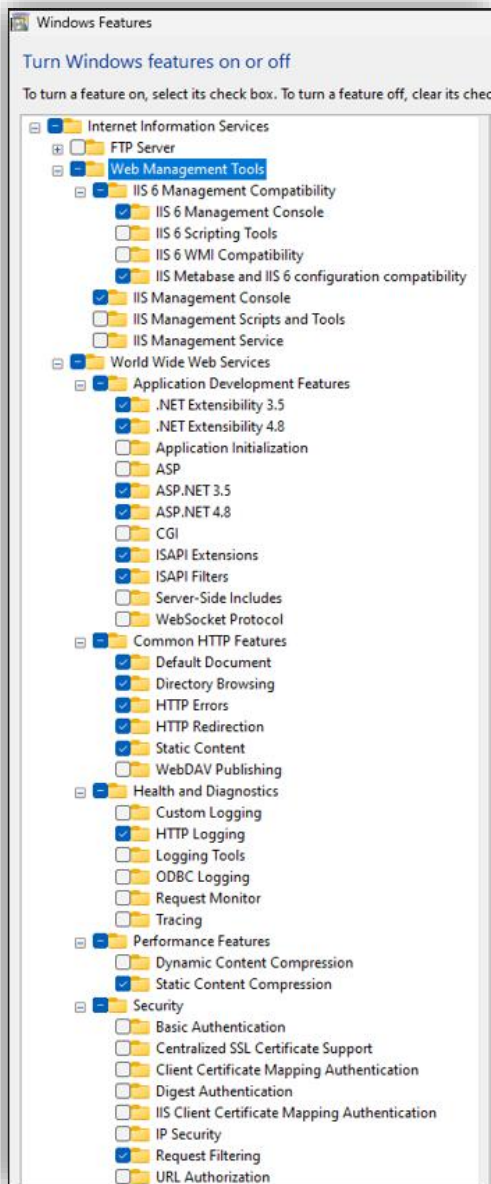 Windows Features
Turn Windows features on or off
To turn a feature on, select its check box. To turn a feature off, clear its
Internet Information Services
FTP Server
Web Management Tools
IIS 6 Management Compatibility
IIS 6 Management Console
IIS 6 Scripting Tools
IIS 6 WMI Compatibility
IIS Metabase and IIS 6 configuration compatibility
IIS Management Console
IIS Management Scripts and Tools
IIS Management Service
World Wide Web Services
Application Development Features
.NET Extensibility 3.5
.NET Extensibility 4.8
Application Initialization
ASP
ASP.NET 3.5
ASP.NET 4.8
CGI
ISAPI Extensions
ISAPI Filters
Server-Side Includes
WebSocket Protocol
Common HTTP Features
Default Document
Directory Browsing
HTTP Errors
HTTP Redirection
Static Content
WebDAV Publishing
Health and Diagnostics
Custom Logging
HTTP Logging
Logging Tools
ODBC Logging
Request Monitor
Tracing
Performance Features
Dynamic Content Compression
Static Content Compression
Security
Basic Authentication
Centralized SSL Certificate Support
Client Certificate Mapping Authentication
Digest Authentication
IIS Client Certificate Mapping Authentication
IP Security
Request Filtering
URL Authorization